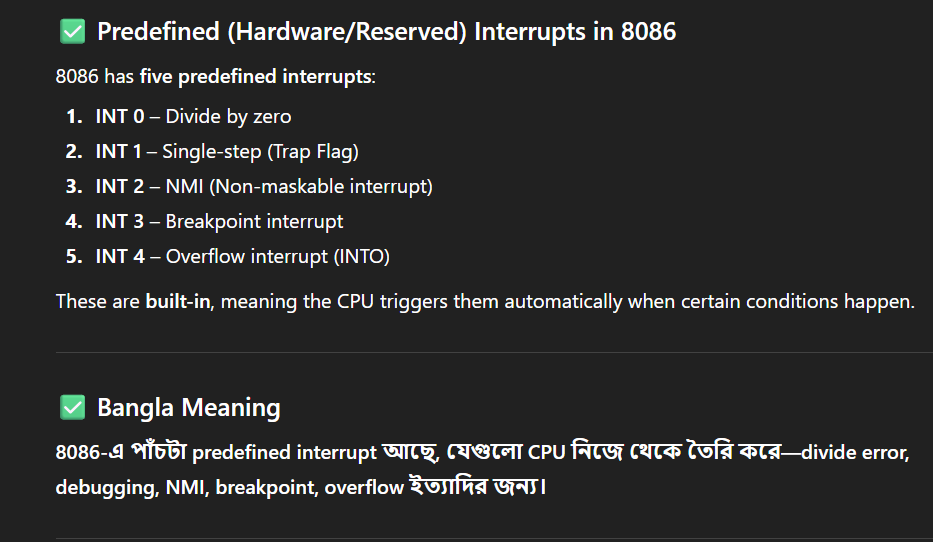 ✅ Predefined (Hardware/Reserved) Interrupts in 8086
8086 has five predefined interrupts:
1. INT 0 – Divide by zero
2. INT 1 – Single-step (Trap Flag)
3. INT 2 – NMI (Non-maskable interrupt)
4. INT 3 – Breakpoint interrupt
5. INT 4 – Overflow interrupt (INTO)
These are built-in, meaning the CPU triggers them automatically when certain conditions happen.
✅ Bangla Meaning
8086-এ পাঁচটা predefined interrupt আছে, যেগুলো CPU নিজে থেকে তৈরি করে—divide error,
debugging, NMI, breakpoint, overflow ইত্যাদির জন্য।